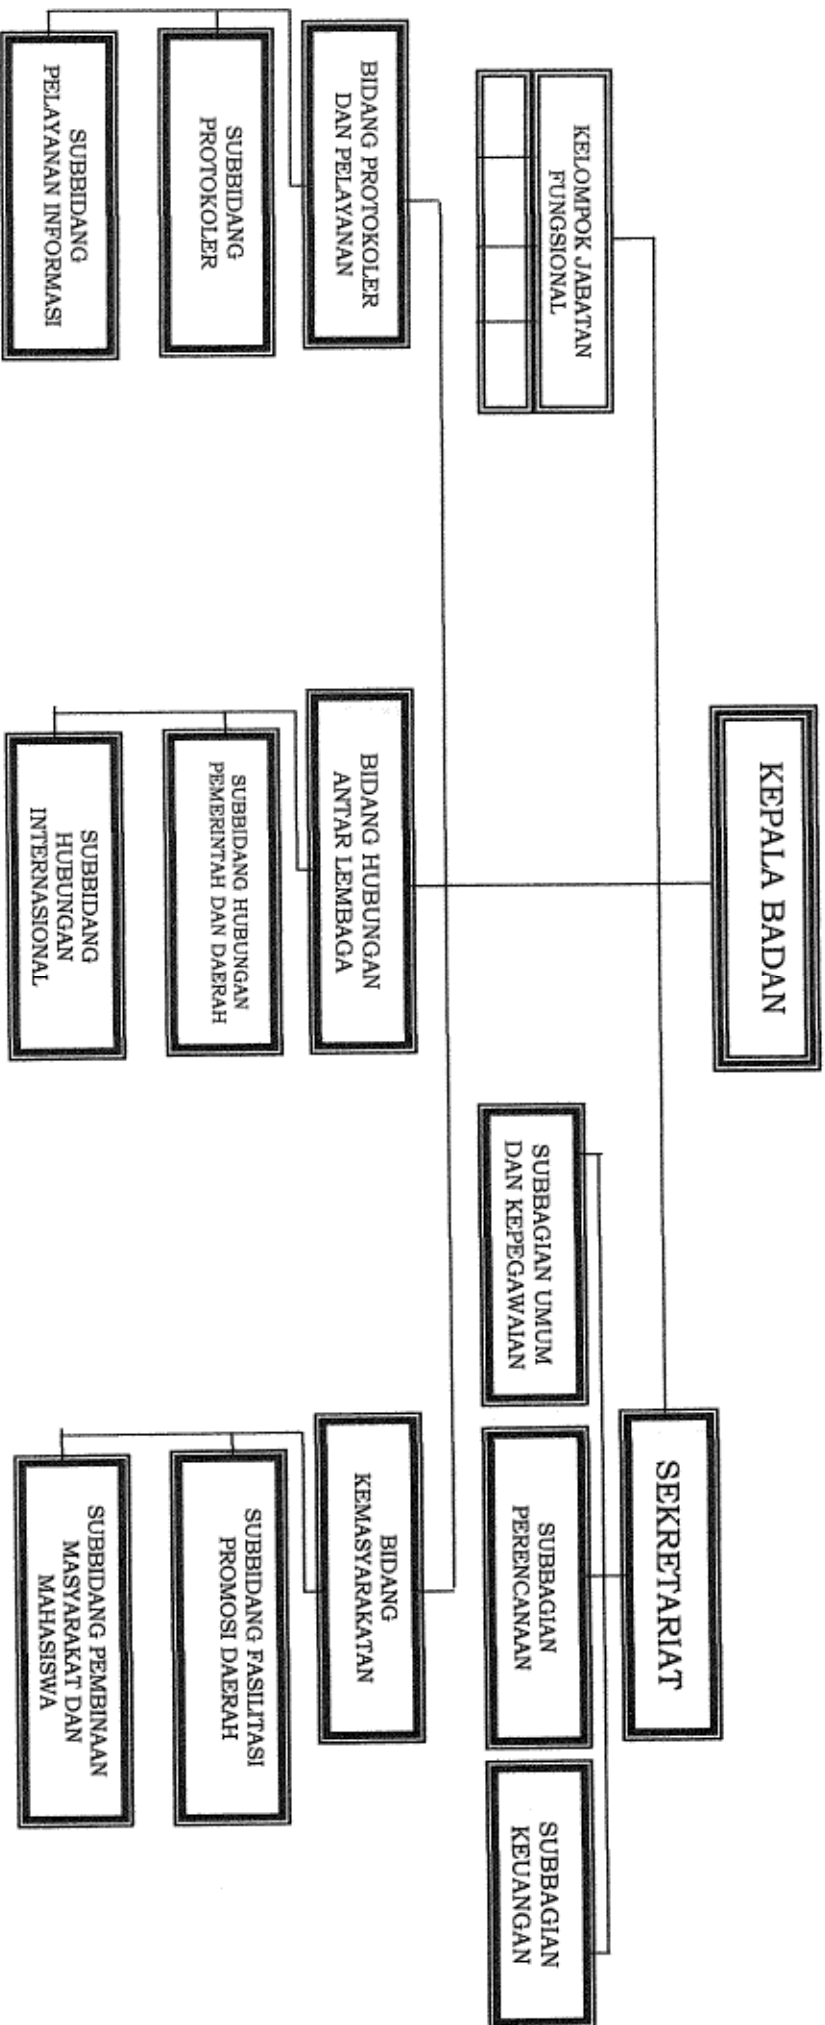 KEPALA BADAN
KELOMPOK JABATAN
FUNGSIONAL
SEKRETARIAT
SUBBAGIAN UMUM
DAN KEPEGAWAIAN
SUBBAGIAN
PERENCANAAN
SUBBAGIAN
KEUANGAN
BIDANG PROTOKOLER
DAN PELAYANAN
SUBBIDANG
PROTOKOLER
SUBBIDANG
PELAYANAN INFORMASI
BIDANG HUBUNGAN
ANTAR LEMBAGA
SUBBIDANG HUBUNGAN
PEMERINTAH DAN DAERAH
SUBBIDANG
HUBUNGAN
INTERNASIONAL
BIDANG
KEMASYARAKATAN
SUBBIDANG FASILITASI
PROMOSI DAERAH
SUBBIDANG PEMBINAAN
MASYARAKAT DAN
MAHASISWA